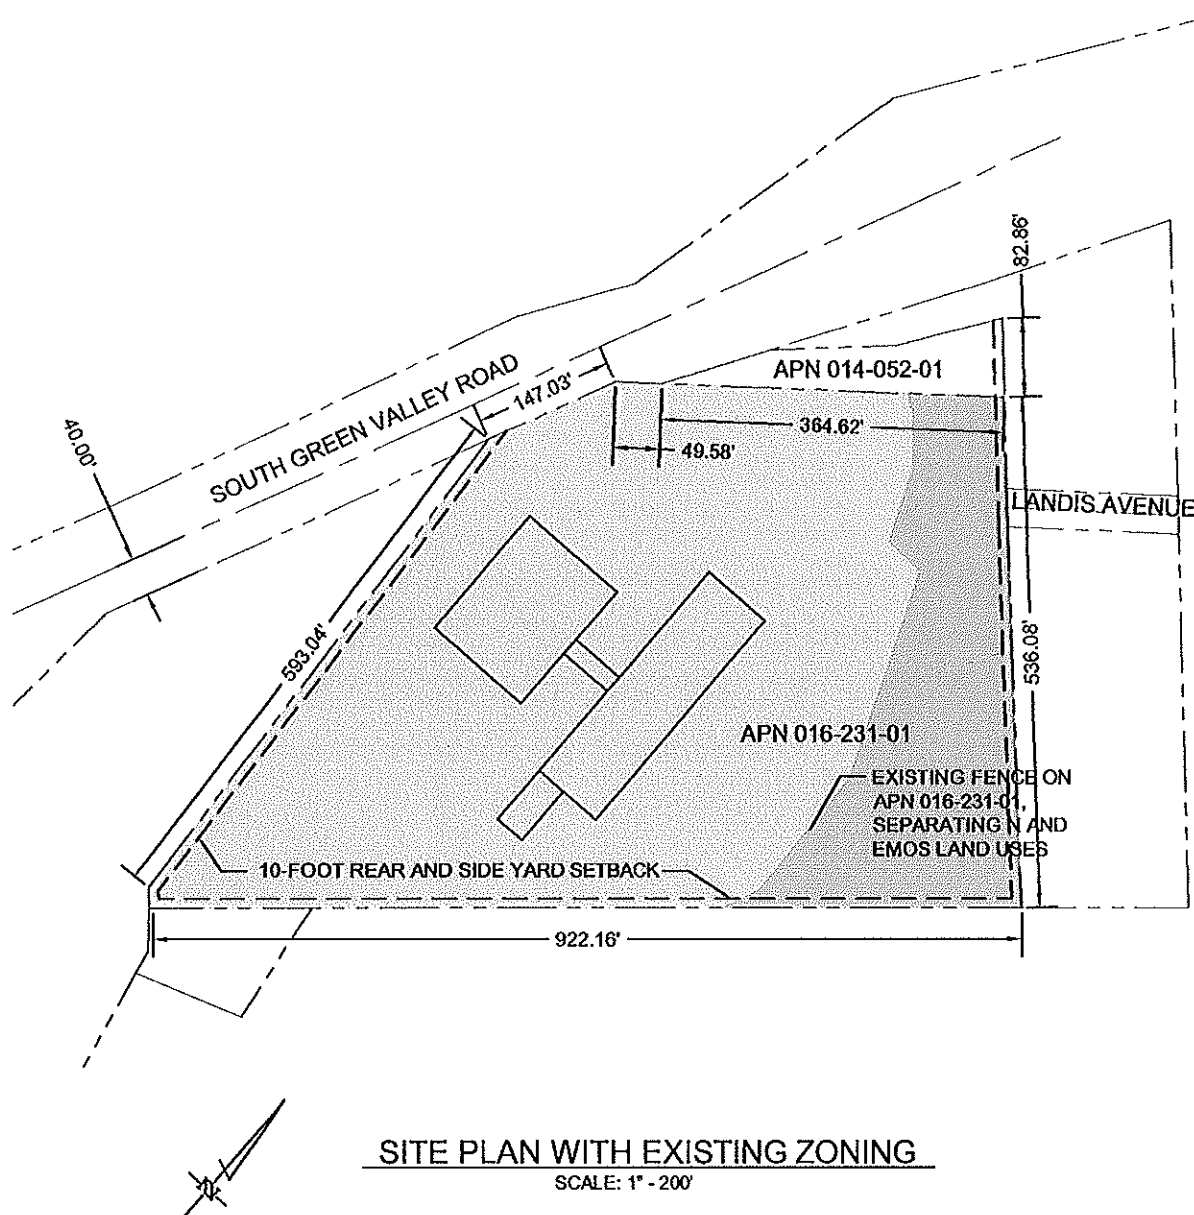 82.86'
SOUTH GREEN VALLEY ROAD
147.03'
APN 014-052-01
40.00'
364.62'
49.58'
LANDIS AVENUE
593.04'
536.08'
APN 016-231-01
EXISTING FENCE ON
APN 016-231-01,
SEPARATING N AND
EMOS LAND USES
10-FOOT REAR AND SIDE YARD SETBACK
922.16'
N
SITE PLAN WITH EXISTING ZONING
SCALE: 1" - 200'